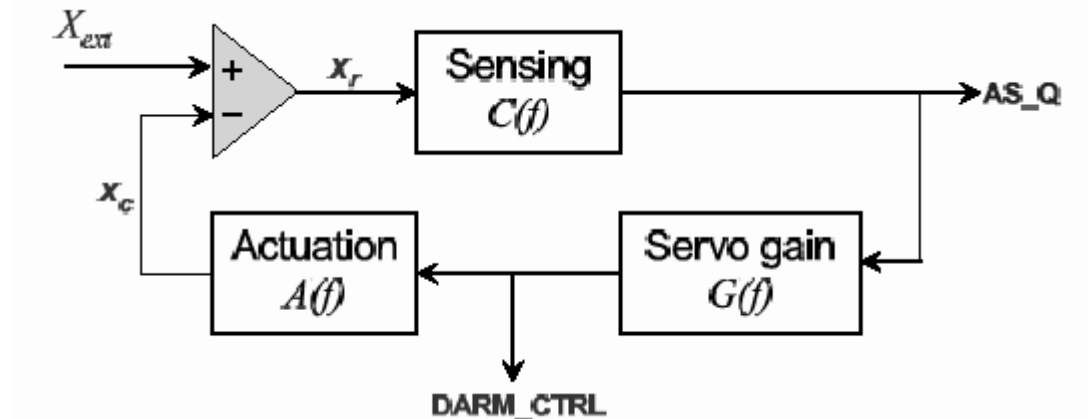 X_ext
+
x_r
Sensing
C(f)
AS_Q
−
x_c
Actuation
A(f)
Servo gain
G(f)
DARM_CTRL